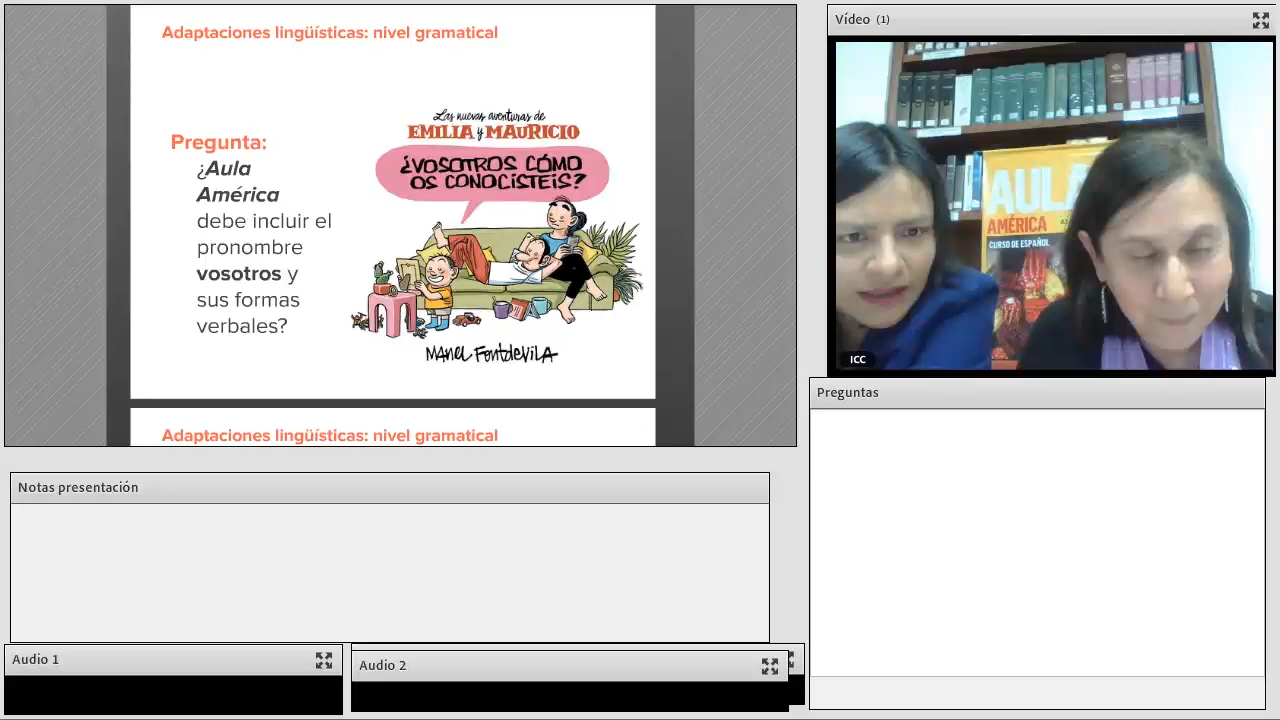 Adaptaciones lingüísticas: nivel gramatical
Pregunta:
¿Aula
América
debe incluir el
pronombre
vosotros y
sus formas
verbales?
Las nuevas aventuras de
EMILIA y MAURICIO
¿VOSOTROS CÓMO
OS CONOCISTEIS?
MANEL FONTDEVILA
Adaptaciones lingüísticas: nivel gramatical
Vídeo (1)
AULA
AMÉRICA
CURSO DE ESPAÑOL
ICC
Preguntas
Notas presentación
Audio 1
Audio 2